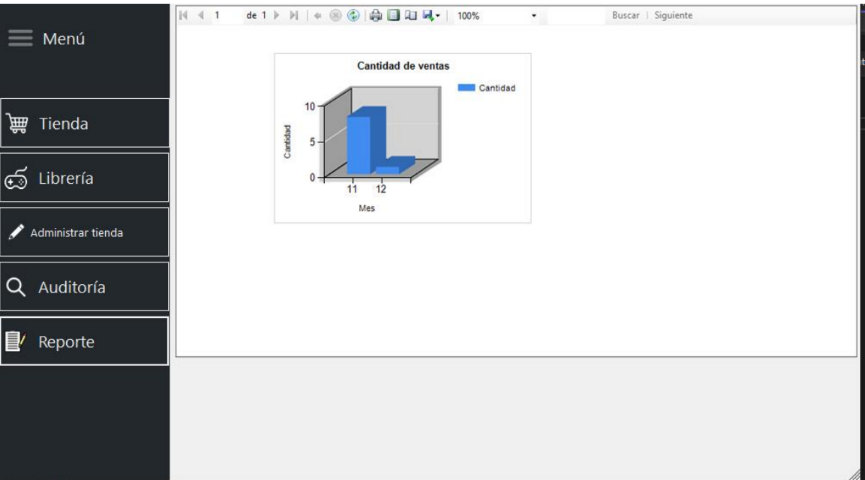 Menú
Tienda
Librería
Administrar tienda
Auditoría
Reporte
1 de 1 100% Buscar | Siguiente
Cantidad de ventas
Cantidad
10
5
0
Cantidad
11 12
Mes